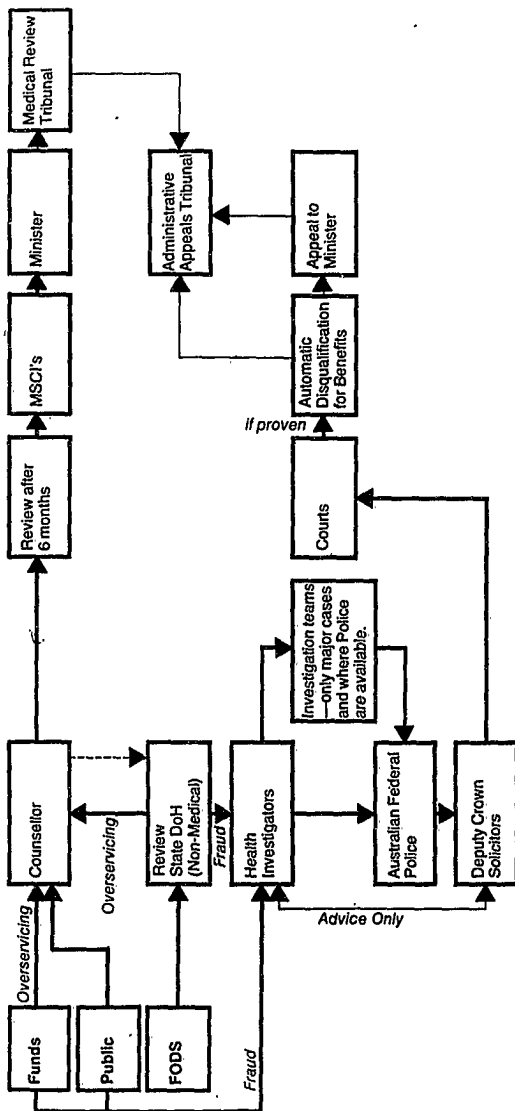 Funds
Public
FODS
Overservicing
Fraud
Counsellor
Overservicing
Review
State DoH
(Non-Medical)
Fraud
Health
Investigators
Advice Only
Australian Federal
Police
Deputy Crown
Solicitors
Investigation teams
—only major cases
and where Police
are available.
Review after
6 months
MSCI's
Minister
Medical Review
Tribunal
Courts
if proven
Automatic
Disqualification
for Benefits
Appeal to
Minister
Administrative
Appeals Tribunal